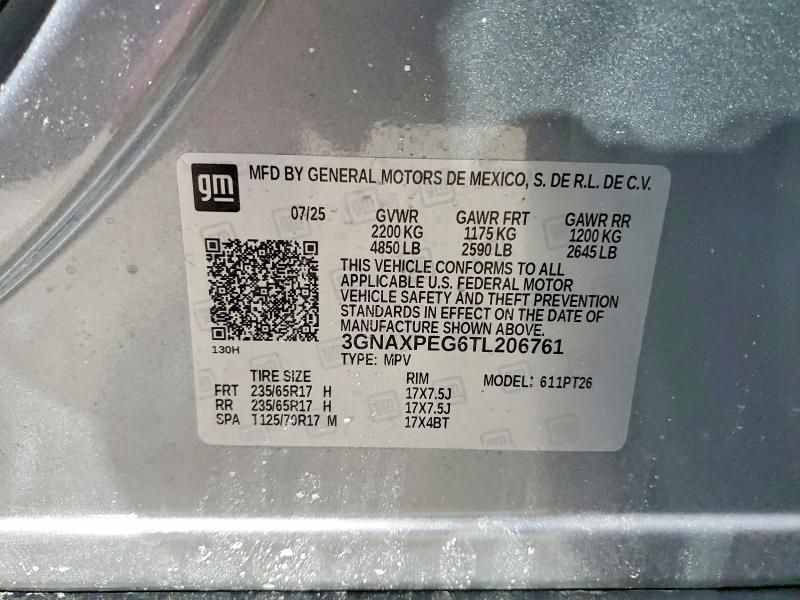 gm MFD BY GENERAL MOTORS DE MEXICO, S. DE R.L. DE C.V.
07/25 GVWR GAWR FRT GAWR RR
2200 KG 1175 KG 1200 KG
4850 LB 2590 LB 2645 LB
THIS VEHICLE CONFORMS TO ALL
APPLICABLE U.S. FEDERAL MOTOR
VEHICLE SAFETY AND THEFT PREVENTION
STANDARDS IN EFFECT ON THE DATE OF
MANUFACTURE SHOWN ABOVE.
130H
3GNAXPEG6TL206761
TYPE: MPV
TIRE SIZE RIM MODEL: 611PT26
FRT 235/65R17 H 17X7.5J
RR 235/65R17 H 17X7.5J
SPA T125/70R17 M 17X4BT